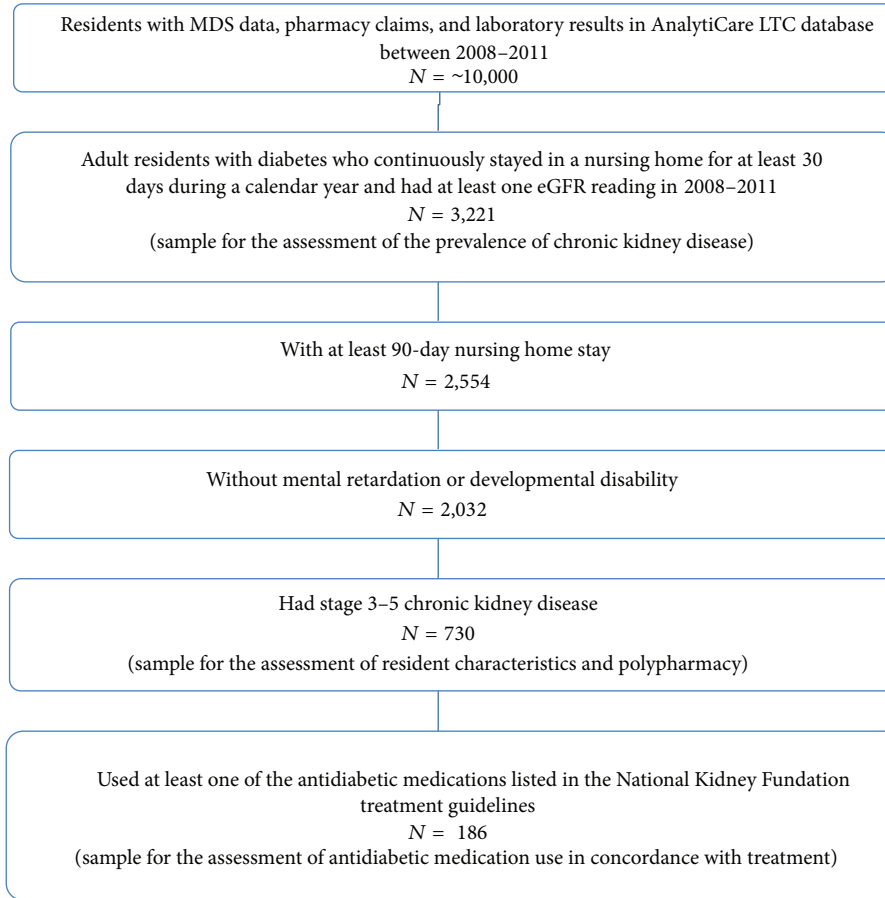 Residents with MDS data, pharmacy claims, and laboratory results in AnalytiCare LTC database
between 2008–2011
N = ~10,000
Adult residents with diabetes who continuously stayed in a nursing home for at least 30
days during a calendar year and had at least one eGFR reading in 2008–2011
N = 3,221
(sample for the assessment of the prevalence of chronic kidney disease)
With at least 90-day nursing home stay
N = 2,554
Without mental retardation or developmental disability
N = 2,032
Had stage 3–5 chronic kidney disease
N = 730
(sample for the assessment of resident characteristics and polypharmacy)
Used at least one of the antidiabetic medications listed in the National Kidney Fundation
treatment guidelines
N = 186
(sample for the assessment of antidiabetic medication use in concordance with treatment)